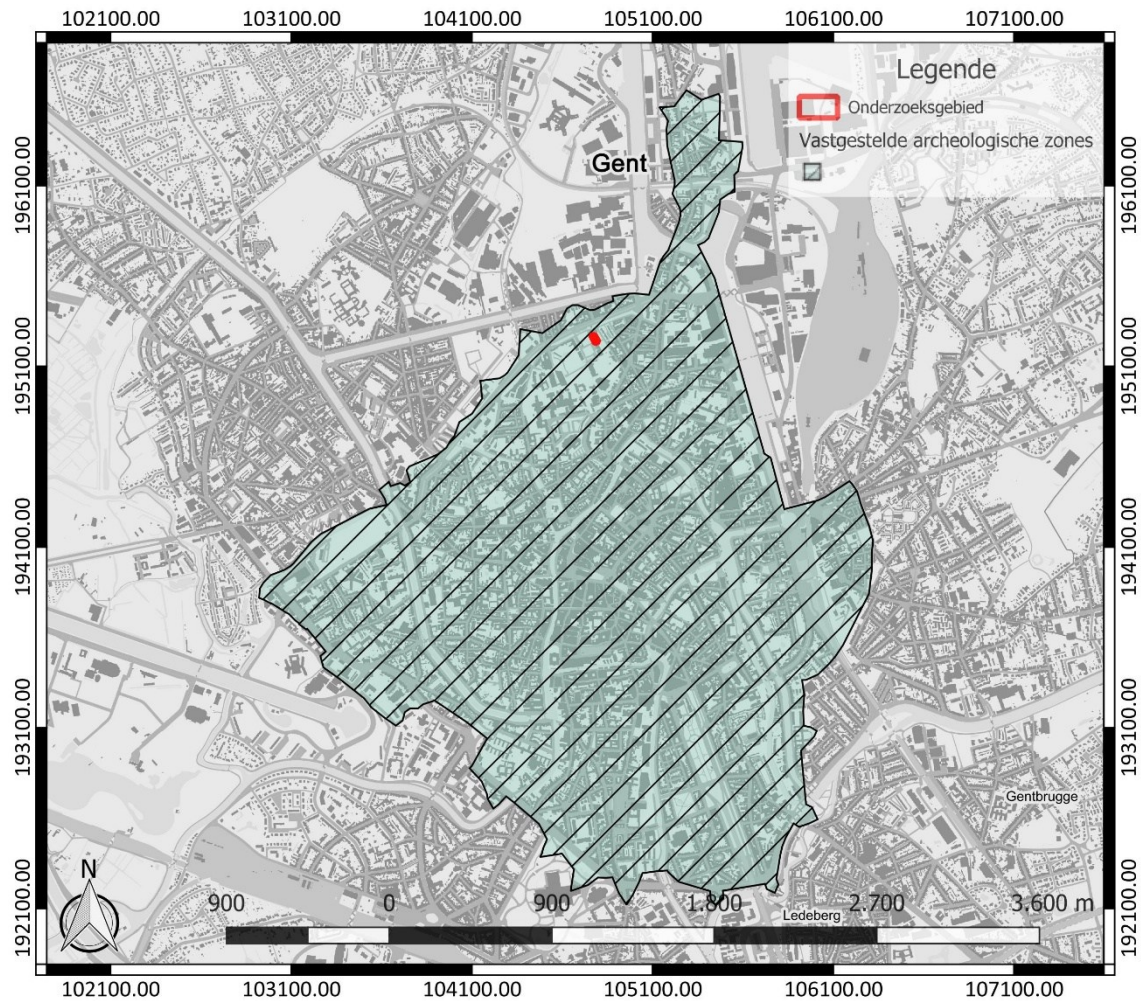 102100.00 103100.00 104100.00 105100.00 106100.00 107100.00
Legende
Onderzoeksgebied
Vastgestelde archeologische zones
Gent
196100.00 196100.00
195100.00 195100.00
194100.00 194100.00
193100.00 193100.00
Gentbrugge
192100.00 192100.00
N
900 0 900 1.800 2.700 3.600 m
Ledeberg
102100.00 103100.00 104100.00 105100.00 106100.00 107100.00